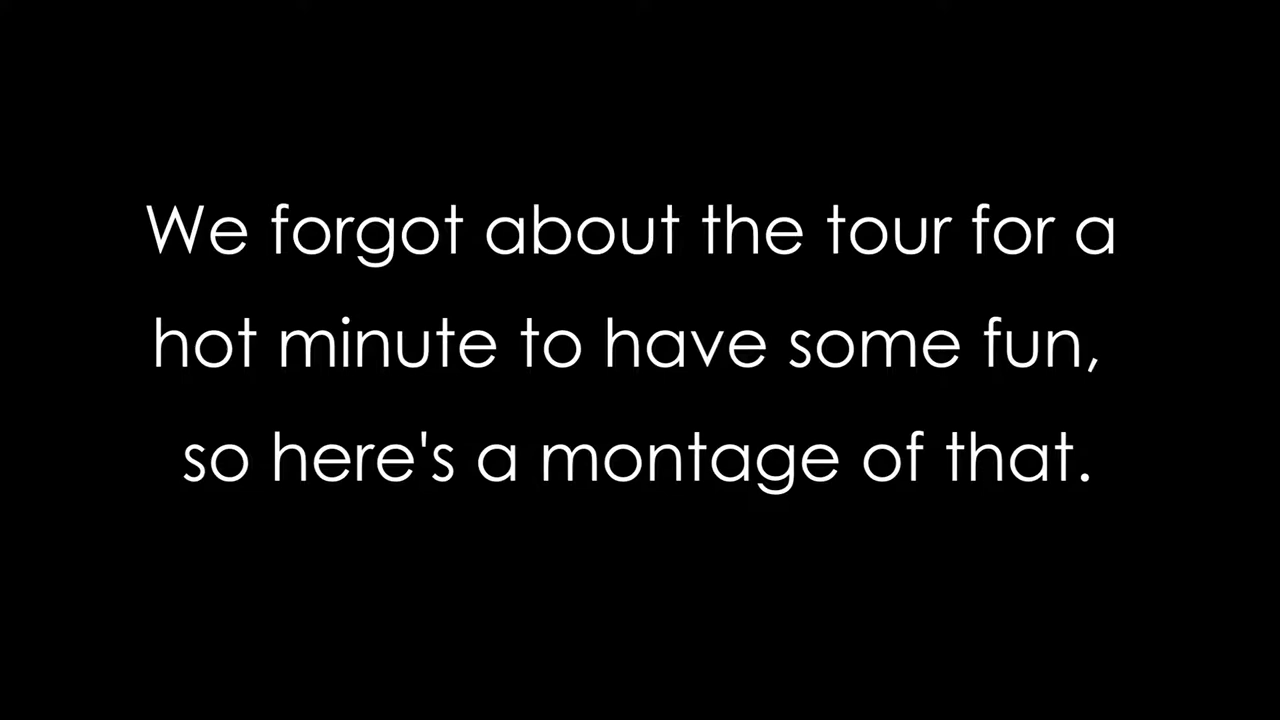 We forgot about the tour for a
hot minute to have some fun,
so here's a montage of that.